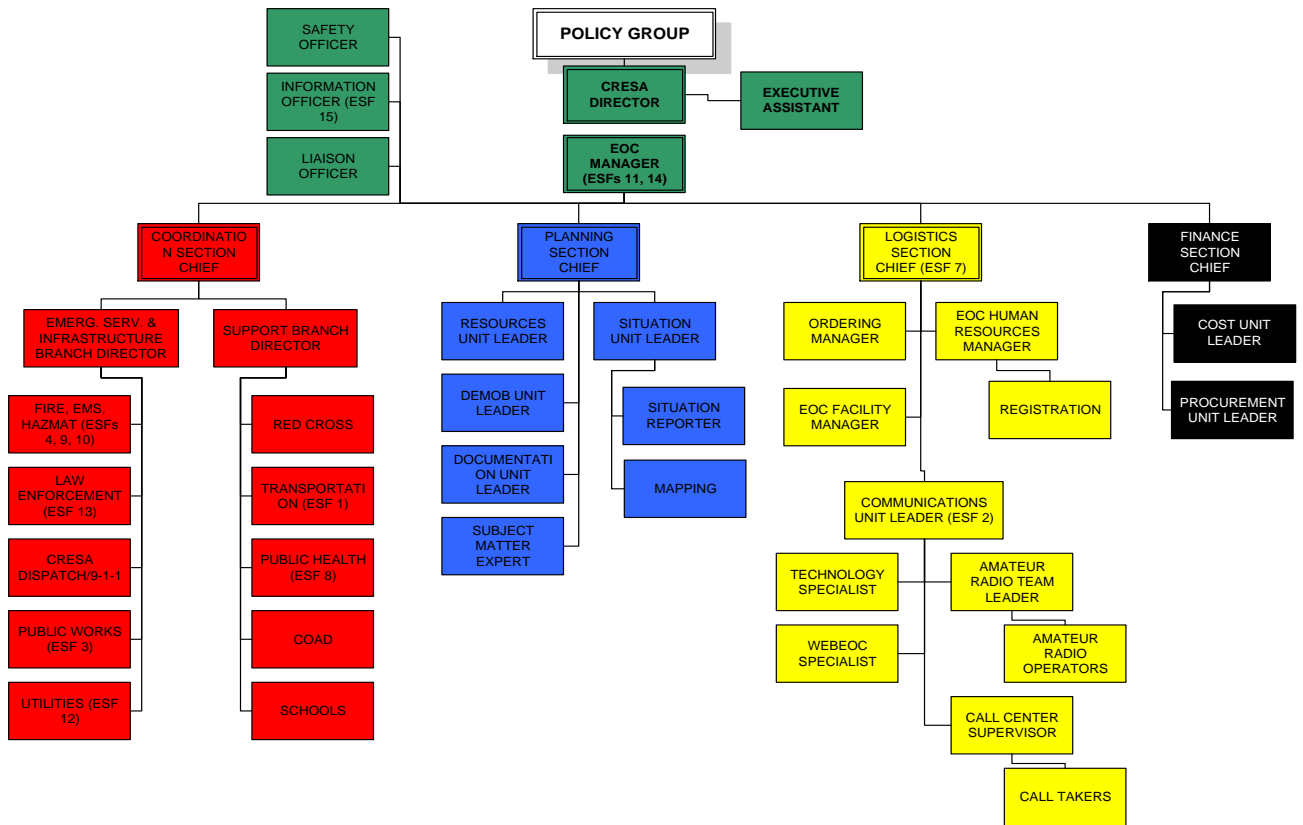 SAFETY
OFFICER
POLICY GROUP
INFORMATION
OFFICER (ESF
15)
CRESA
DIRECTOR
EXECUTIVE
ASSISTANT
LIAISON
OFFICER
EOC
MANAGER
(ESFs 11, 14)
COORDINATIO
N SECTION
CHIEF
PLANNING
SECTION
CHIEF
LOGISTICS
SECTION
CHIEF (ESF 7)
FINANCE
SECTION
CHIEF
EMERG. SERV. &
INFRASTRUCTURE
BRANCH DIRECTOR
SUPPORT BRANCH
DIRECTOR
FIRE, EMS,
HAZMAT (ESFs
4, 9, 10)
LAW
ENFORCEMENT
(ESF 13)
CRESA
DISPATCH/9-1-1
PUBLIC WORKS
(ESF 3)
UTILITIES (ESF
12)
RED CROSS
TRANSPORTATI
ON (ESF 1)
PUBLIC HEALTH
(ESF 8)
COAD
SCHOOLS
RESOURCES
UNIT LEADER
SITUATION
UNIT LEADER
DEMOB UNIT
LEADER
DOCUMENTATI
ON UNIT
LEADER
SUBJECT
MATTER
EXPERT
SITUATION
REPORTER
MAPPING
ORDERING
MANAGER
EOC HUMAN
RESOURCES
MANAGER
EOC FACILITY
MANAGER
REGISTRATION
COMMUNICATIONS
UNIT LEADER (ESF 2)
TECHNOLOGY
SPECIALIST
AMATEUR
RADIO TEAM
LEADER
WEBEOC
SPECIALIST
AMATEUR
RADIO
OPERATORS
CALL CENTER
SUPERVISOR
CALL TAKERS
COST UNIT
LEADER
PROCUREMENT
UNIT LEADER